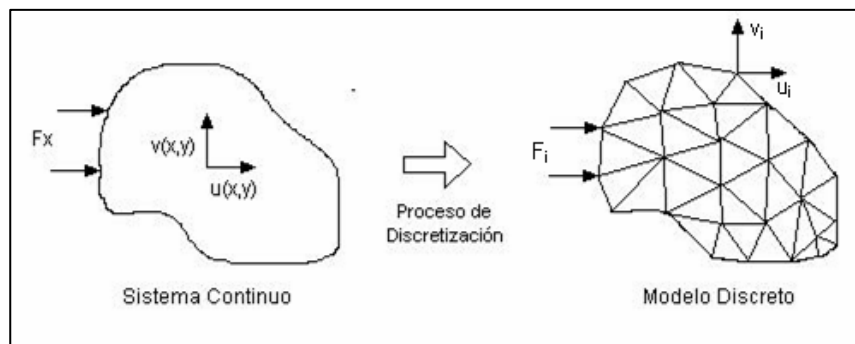 Fx
v(x,y)
u(x,y)
Sistema Continuo
Proceso de
Discretización
vi
ui
Fi
Modelo Discreto